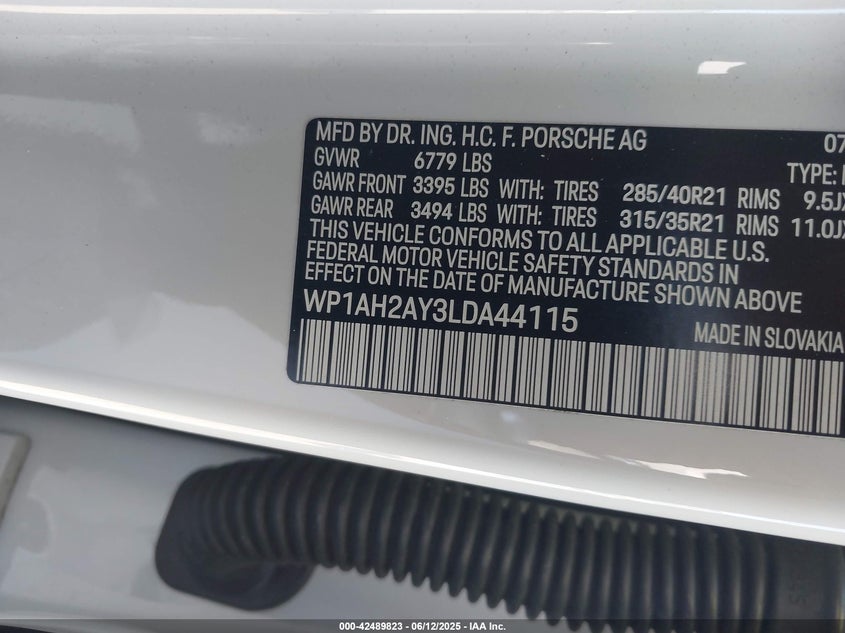 MFD BY DR. ING. H.C. F. PORSCHE AG 07
GVWR 6779 LBS TYPE:
GAWR FRONT 3395 LBS WITH: TIRES 285/40R21 RIMS 9.5J
GAWR REAR 3494 LBS WITH: TIRES 315/35R21 RIMS 11.0J
THIS VEHICLE CONFORMS TO ALL APPLICABLE U.S.
FEDERAL MOTOR VEHICLE SAFETY STANDARDS IN
EFFECT ON THE DATE OF MANUFACTURE SHOWN ABOVE.
WP1AH2AY3LDA44115
MADE IN SLOVAKIA
000-42489823 - 06/12/2025 - IAA Inc.